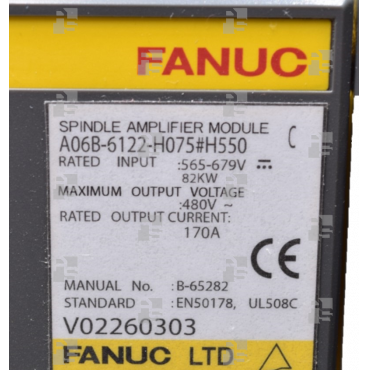 FANUC
SPINDLE AMPLIFIER MODULE C
A06B-6122-H075#H550
RATED INPUT :565-679V ⎓
82KW
MAXIMUM OUTPUT VOLTAGE
:480V ~
RATED OUTPUT CURRENT:
170A
CE
MANUAL No. :B-65282
STANDARD :EN50178, UL508C
V02260303
FANUC LTD